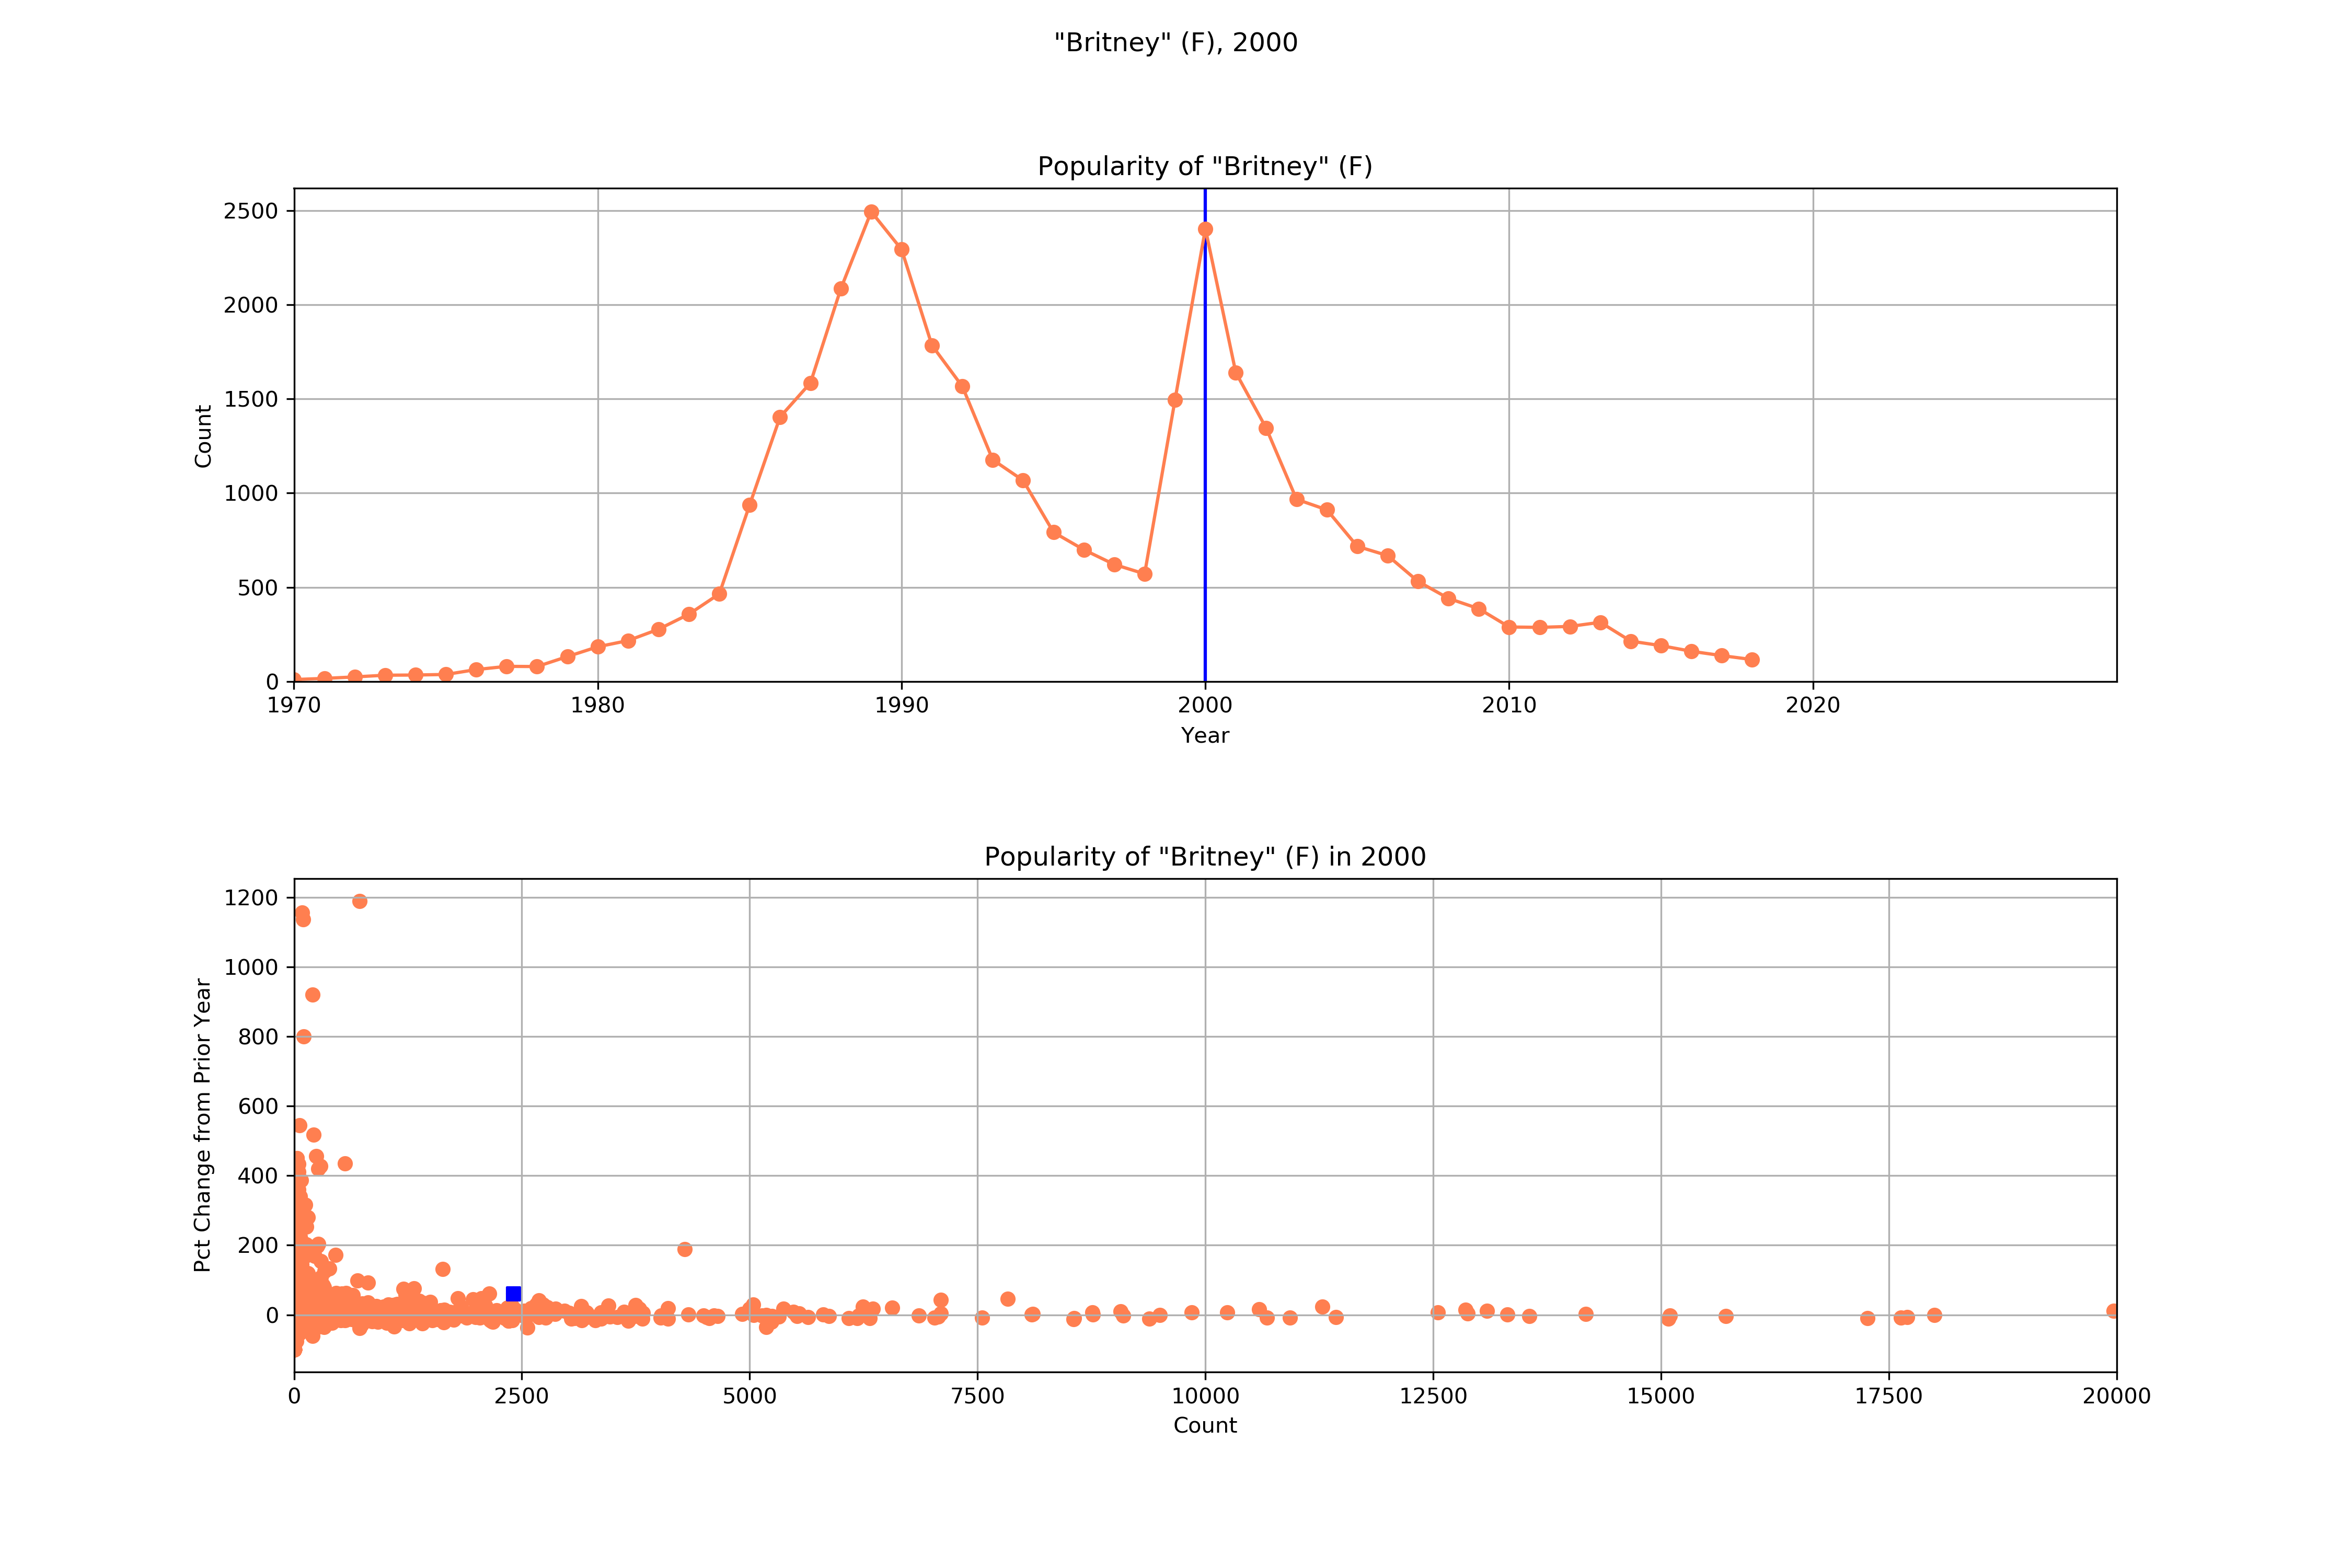 "Britney" (F), 2000
Popularity of "Britney" (F)
2500
2000
1500
1000
500
0
Count
1970 1980 1990 2000 2010 2020
Year
Popularity of "Britney" (F) in 2000
1200
1000
800
600
400
200
0
Pct Change from Prior Year
0 2500 5000 7500 10000 12500 15000 17500 20000
Count